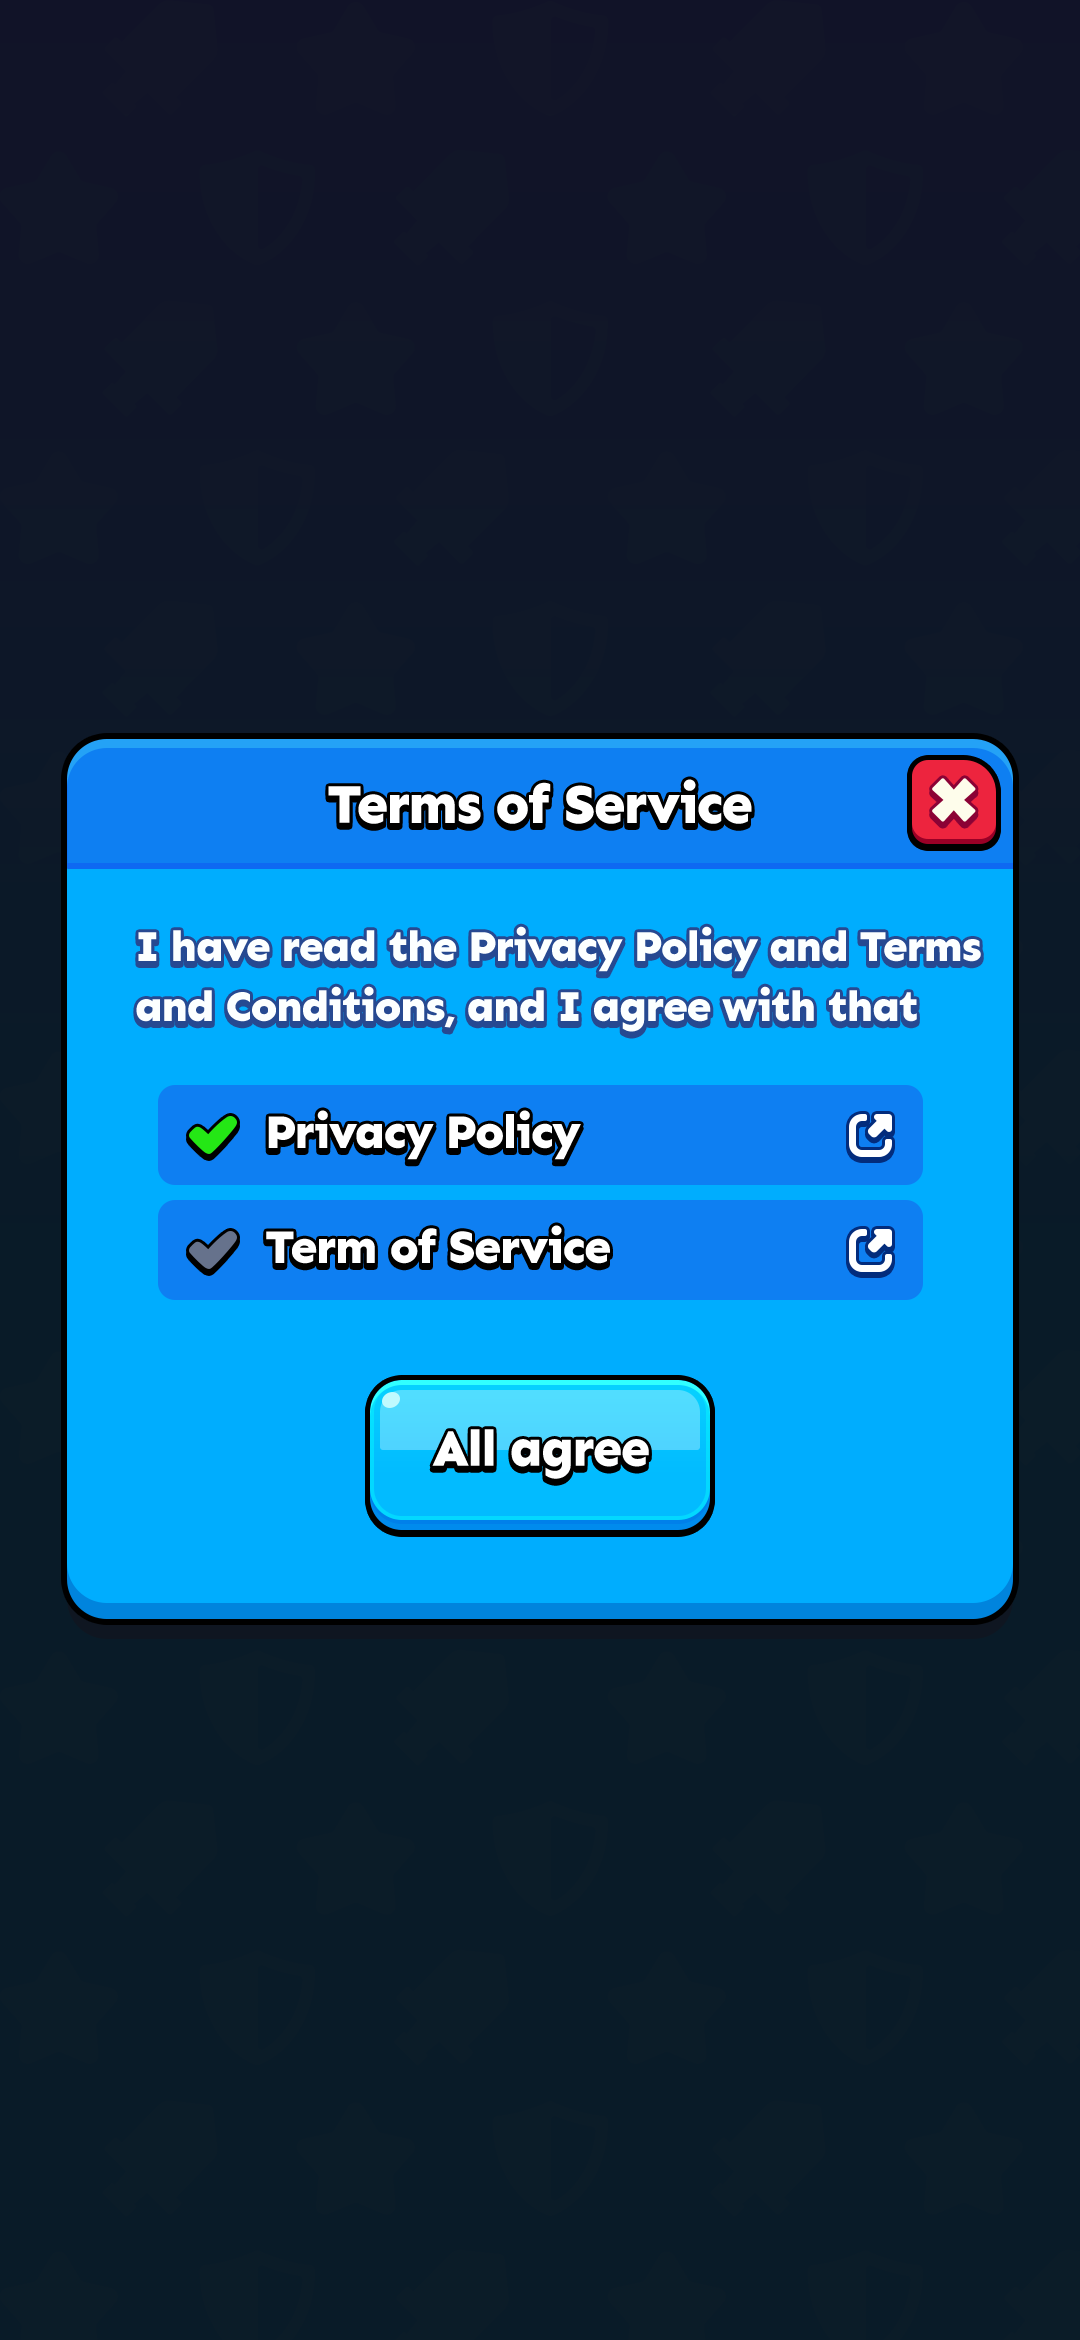 Terms of Service
I have read the Privacy Policy and Terms
and Conditions, and I agree with that
Privacy Policy
Term of Service
All agree